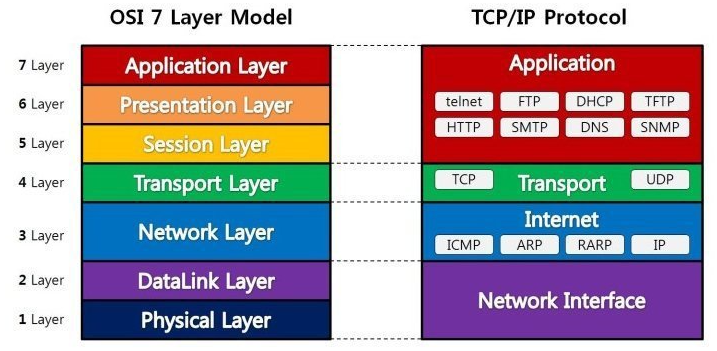 OSI 7 Layer Model
TCP/IP Protocol
7 Layer
Application Layer
6 Layer
Presentation Layer
5 Layer
Session Layer
4 Layer
Transport Layer
3 Layer
Network Layer
2 Layer
DataLink Layer
1 Layer
Physical Layer
Application
telnet FTP DHCP TFTP
HTTP SMTP DNS SNMP
TCP Transport UDP
Internet
ICMP ARP RARP IP
Network Interface